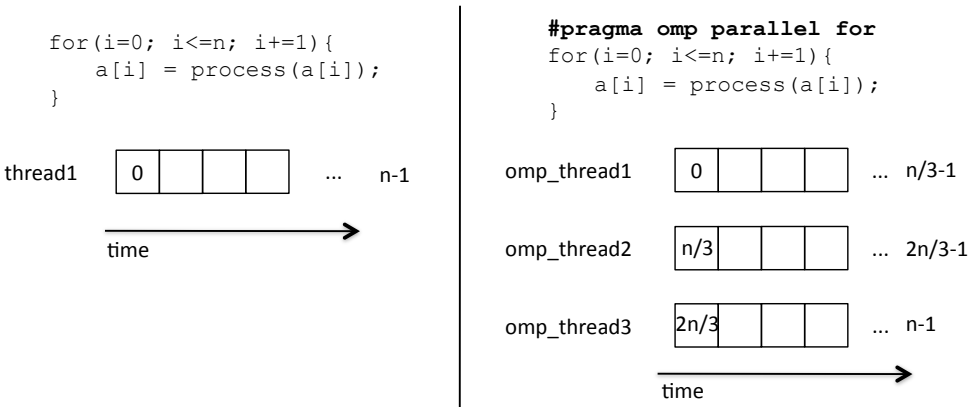 for(i=0; i<=n; i+=1){
a[i] = process(a[i]);
}
thread1 0 ... n-1
time
#pragma omp parallel for
for(i=0; i<=n; i+=1){
a[i] = process(a[i]);
}
omp_thread1 0 ... n/3-1
omp_thread2 n/3 ... 2n/3-1
omp_thread3 2n/3 ... n-1
time